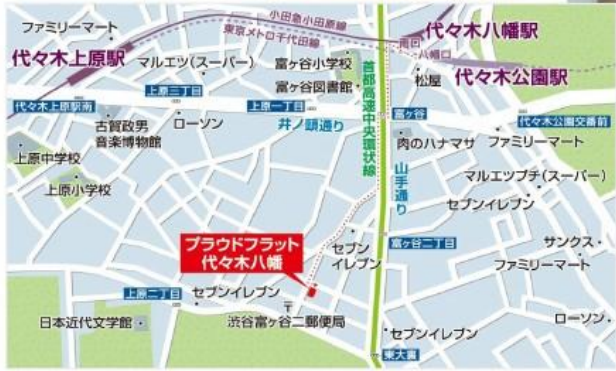 ファミリーマート
小田急小田原線
東京メトロ千代田線
代々木八幡駅
南口
八幡口
代々木上原駅
マルエツ(スーパー)
富ヶ谷小学校
富ヶ谷図書館
松屋
代々木公園駅
上原三丁目
上原一丁目
代々木上原駅南
富ヶ谷
代々木公園交番前
古賀政男
音楽博物館
ローソン
井ノ頭通り
首都高速中央環状線
肉のハナマサ
ファミリーマート
上原中学校
山手通り
マルエツプチ(スーパー)
上原小学校
セブンイレブン
プラウドフラット
代々木八幡
セブン
イレブン
富ヶ谷二丁目
サンクス
ファミリーマート
上原二丁目
セブンイレブン
〒
日本近代文学館
渋谷富ヶ谷二郵便局
セブンイレブン
ローソン
東大裏